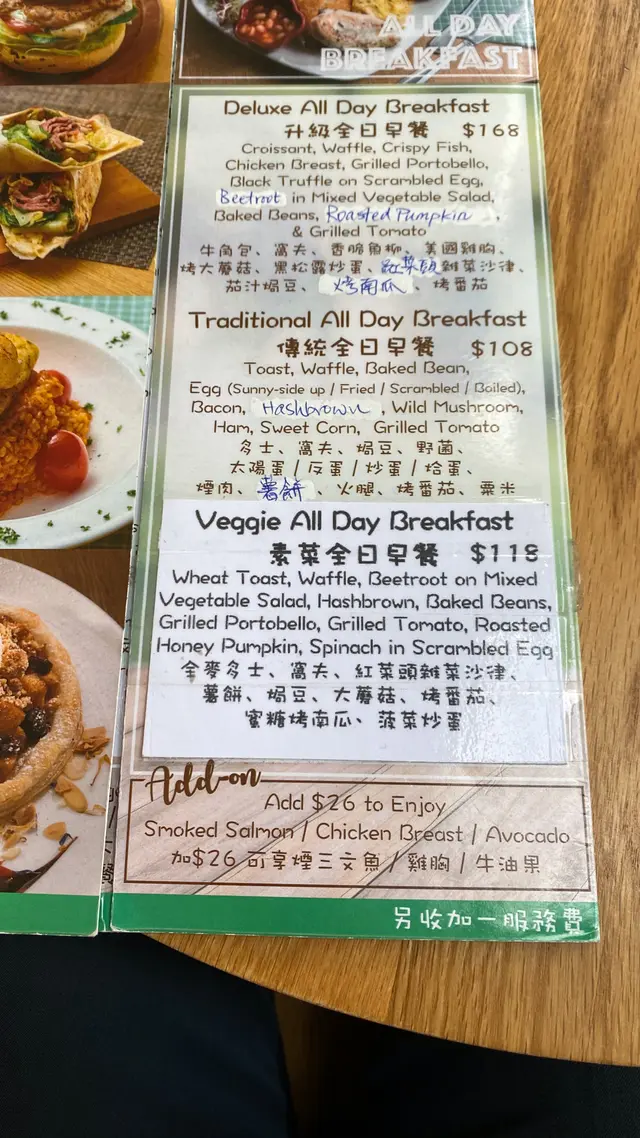 ALL DAY
BREAKFAST
Deluxe All Day Breakfast
升級全日早餐 $168
Croissant, Waffle, Crispy Fish,
Chicken Breast, Grilled Portobello,
Black Truffle on Scrambled Egg,
Beetroot in Mixed Vegetable Salad,
Baked Beans, Roasted Pumpkin,
& Grilled Tomato
牛角包、窩夫、香脆魚柳、美國雞胸、
烤大蘑菇、黑松露炒蛋、紅菜頭雜菜沙律、
茄汁焗豆、烤南瓜、烤番茄
Traditional All Day Breakfast
傳統全日早餐 $108
Toast, Waffle, Baked Bean,
Egg (Sunny-side up / Fried / Scrambled / Boiled),
Bacon, Hashbrown, Wild Mushroom,
Ham, Sweet Corn, Grilled Tomato
多士、窩夫、焗豆、野菌、
太陽蛋 / 反蛋 / 炒蛋 / 烚蛋、
煙肉、薯餅、火腿、烤番茄、粟米
Veggie All Day Breakfast
素菜全日早餐 $118
Wheat Toast, Waffle, Beetroot on Mixed
Vegetable Salad, Hashbrown, Baked Beans,
Grilled Portobello, Grilled Tomato, Roasted
Honey Pumpkin, Spinach in Scrambled Egg
全麥多士、窩夫、紅菜頭雜菜沙律、
薯餅、焗豆、大蘑菇、烤番茄、
蜜糖烤南瓜、菠菜炒蛋
Add-on
Add $26 to Enjoy
Smoked Salmon / Chicken Breast / Avocado
加$26 可享煙三文魚 / 雞胸 / 牛油果
另收加一服務費